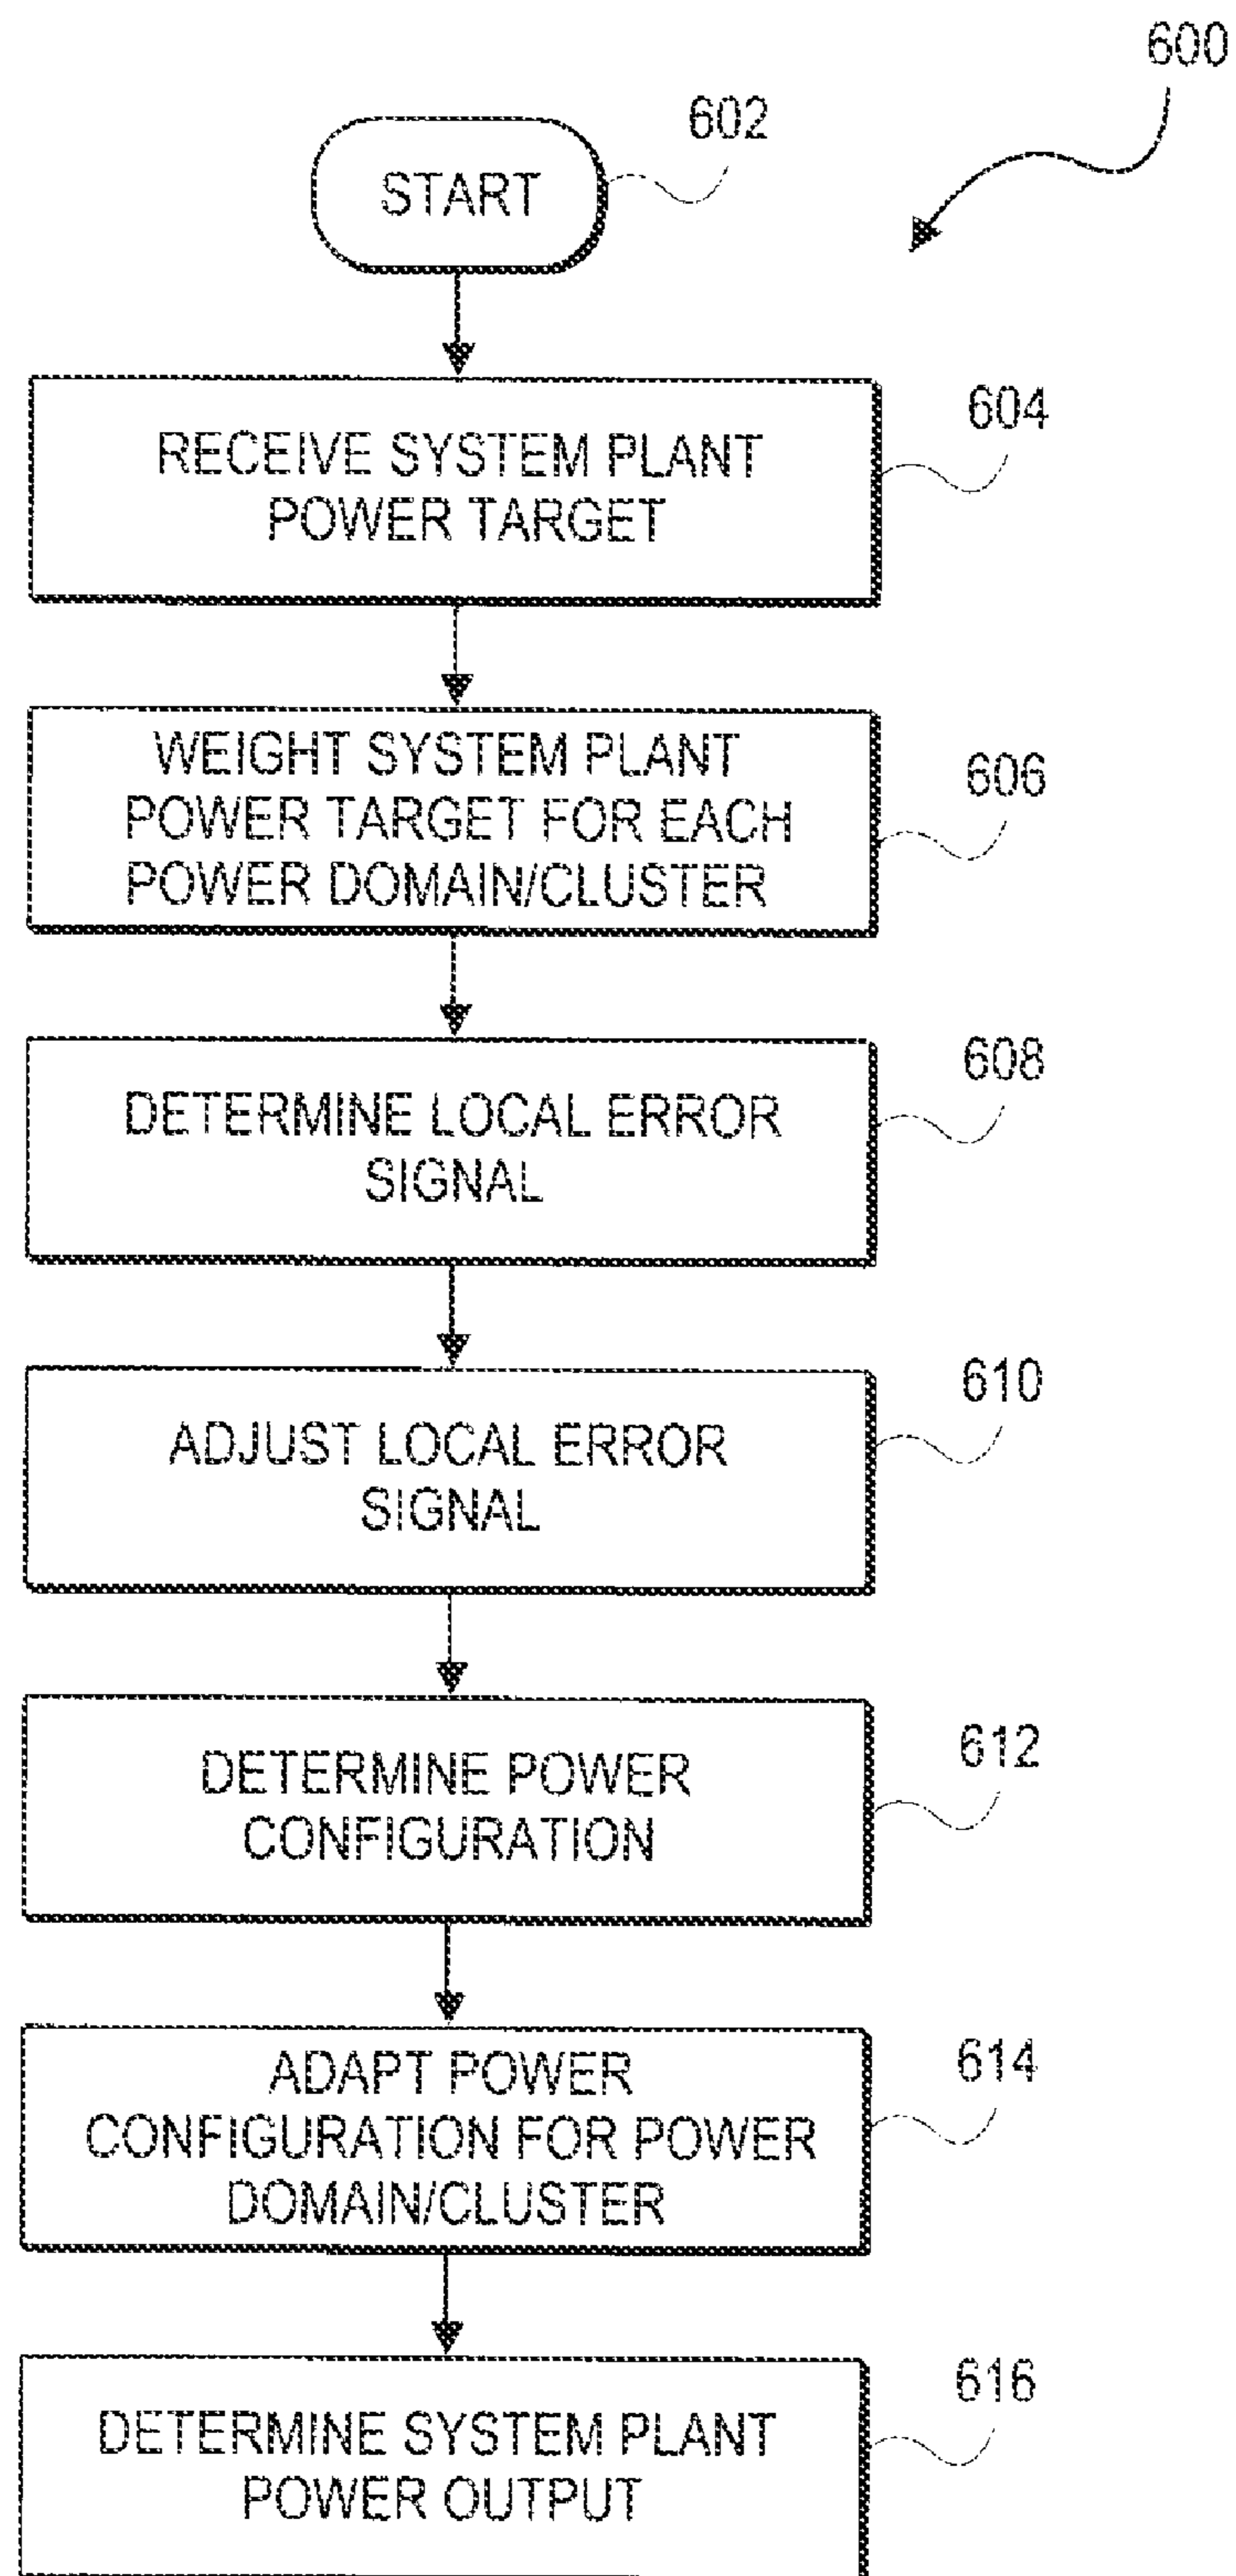 600
602
START
604
RECEIVE SYSTEM PLANT
POWER TARGET
606
WEIGHT SYSTEM PLANT
POWER TARGET FOR EACH
POWER DOMAIN/CLUSTER
608
DETERMINE LOCAL ERROR
SIGNAL
610
ADJUST LOCAL ERROR
SIGNAL
612
DETERMINE POWER
CONFIGURATION
614
ADAPT POWER
CONFIGURATION FOR POWER
DOMAIN/CLUSTER
616
DETERMINE SYSTEM PLANT
POWER OUTPUT